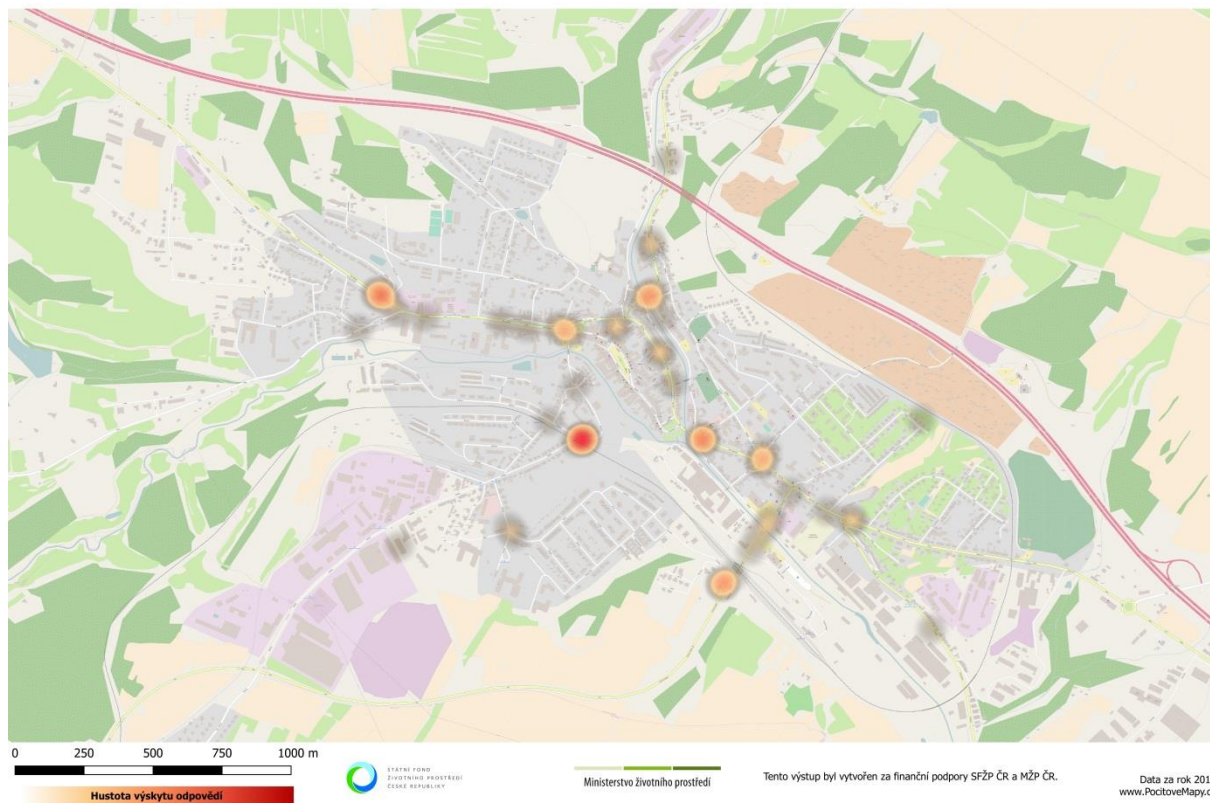 0 250 500 750 1000 m
Hustota výskytu odpovědí
STÁTNÍ FOND
ŽIVOTNÍHO PROSTŘEDÍ
ČESKÉ REPUBLIKY
Ministerstvo životního prostředí
Tento výstup byl vytvořen za finanční podpory SFŽP ČR a MŽP ČR.
Data za rok 201
www.PocitoveMapy.c